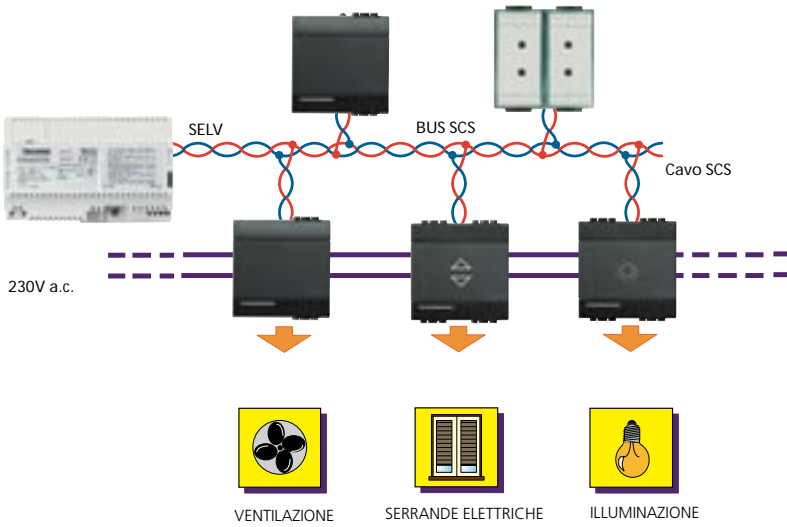 SELV
BUS SCS
Cavo SCS
230V a.c.
VENTILAZIONE
SERRANDE ELETTRICHE
ILLUMINAZIONE